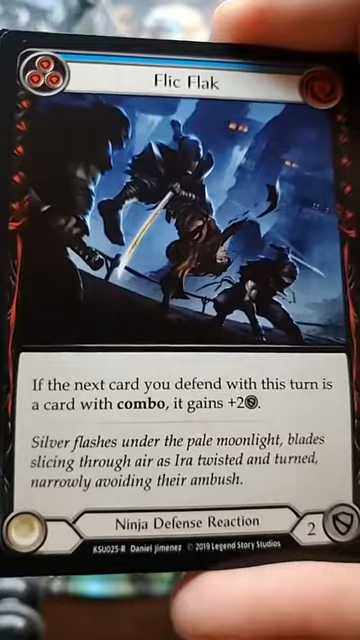 Flic Flak
If the next card you defend with this turn is
a card with combo, it gains +2.
Silver flashes under the pale moonlight, blades
slicing through air as Ira twisted and turned,
narrowly avoiding their ambush.
Ninja Defense Reaction
2
KSU025-R Daniel Jimenez © 2019 Legend Story Studios